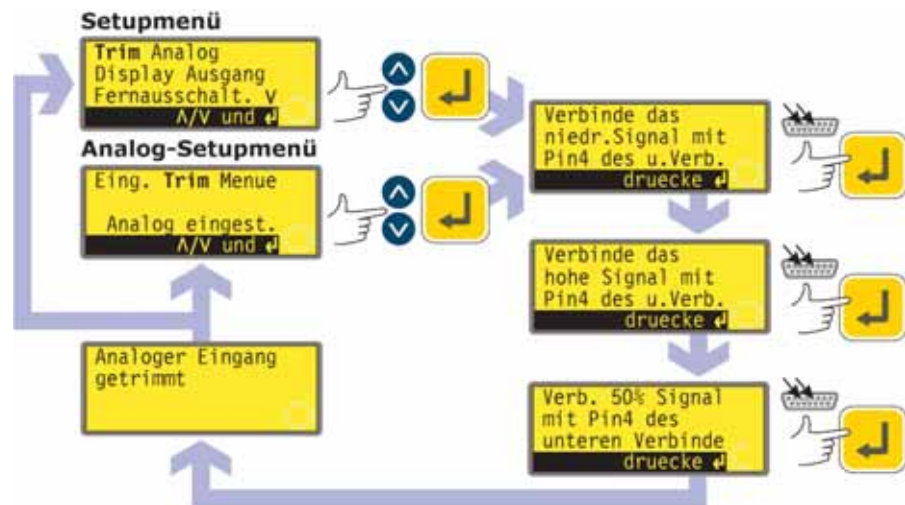 Setupmenü
Trim Analog
Display Ausgang
Fernausschalt. v
Λ/V und ↲
Analog-Setupmenü
Eing. Trim Menue
Analog eingest.
Λ/V und ↲
Verbinde das
niedr.Signal mit
Pin4 des u.Verb.
druecke ↲
Verbinde das
hohe Signal mit
Pin4 des u.Verb.
druecke ↲
Verb. 50% Signal
mit Pin4 des
unteren Verbinde
druecke ↲
Analoger Eingang
getrimmt